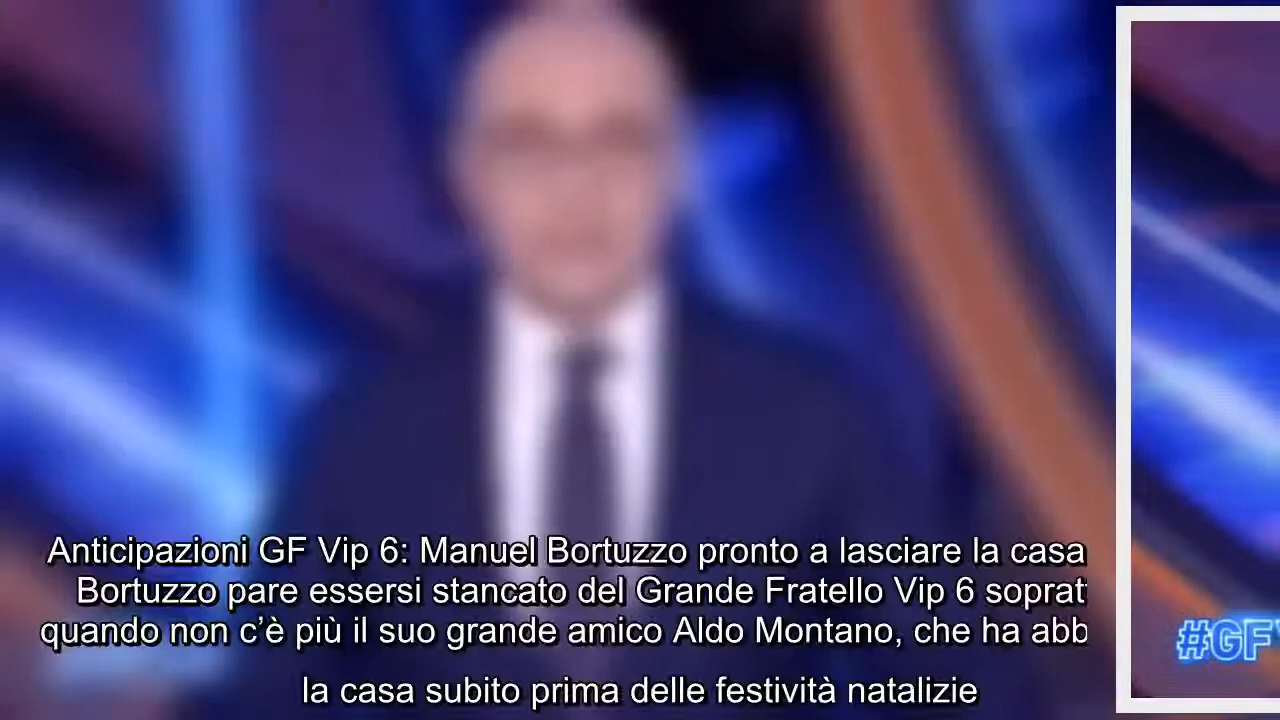 Anticipazioni GF Vip 6: Manuel Bortuzzo pronto a lasciare la casa
Bortuzzo pare essersi stancato del Grande Fratello Vip 6 sopratt
quando non c’è più il suo grande amico Aldo Montano, che ha abb
la casa subito prima delle festività natalizie
#GF